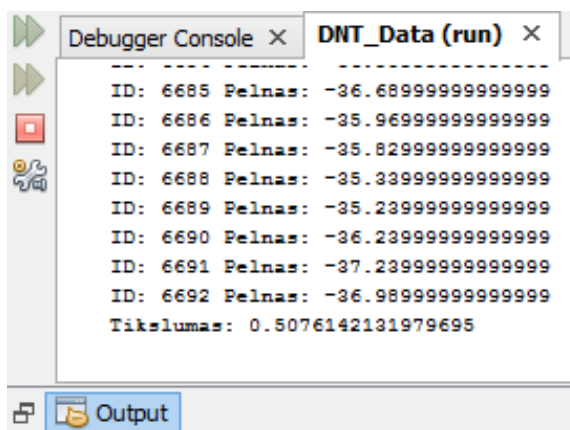 Debugger Console × DNT_Data (run) ×
ID: 6685 Pelnas: -36.68999999999999
ID: 6686 Pelnas: -35.96999999999999
ID: 6687 Pelnas: -35.82999999999999
ID: 6688 Pelnas: -35.33999999999999
ID: 6689 Pelnas: -35.23999999999999
ID: 6690 Pelnas: -36.23999999999999
ID: 6691 Pelnas: -37.23999999999999
ID: 6692 Pelnas: -36.98999999999999
Tikslumas: 0.5076142131979695
Output